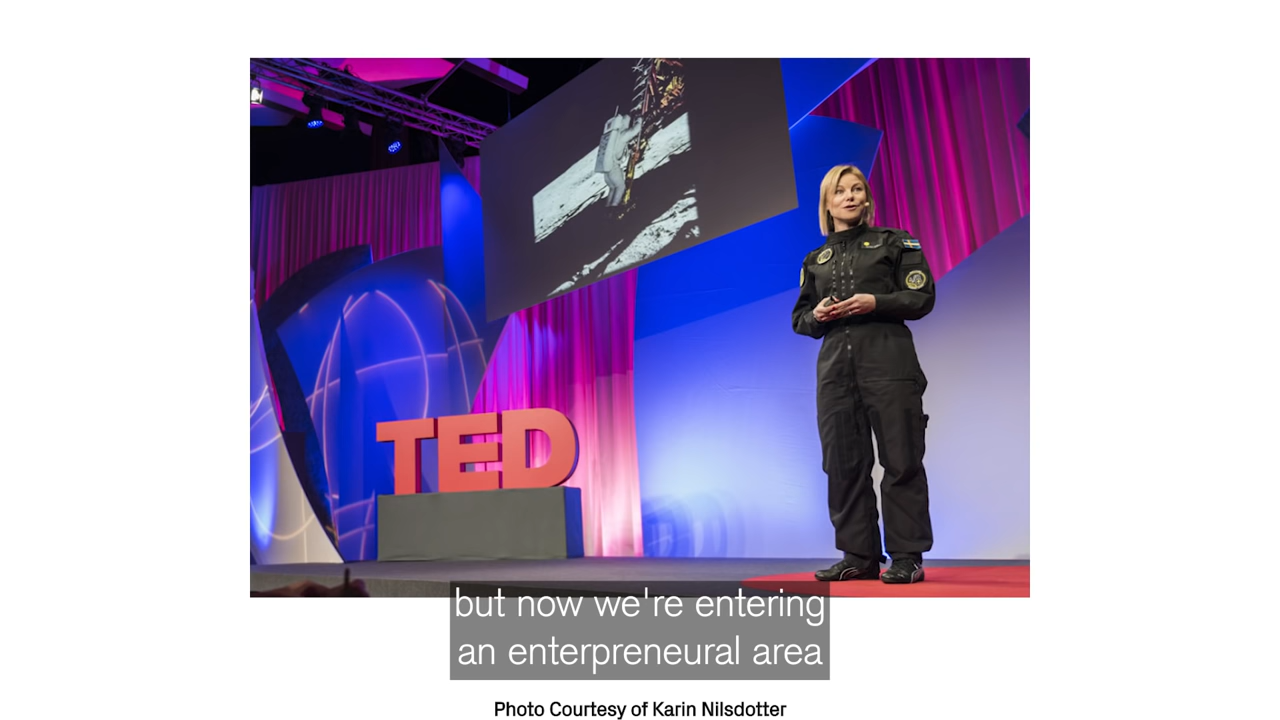 TED
but now we're entering
an enterpreneural area
Photo Courtesy of Karin Nilsdotter